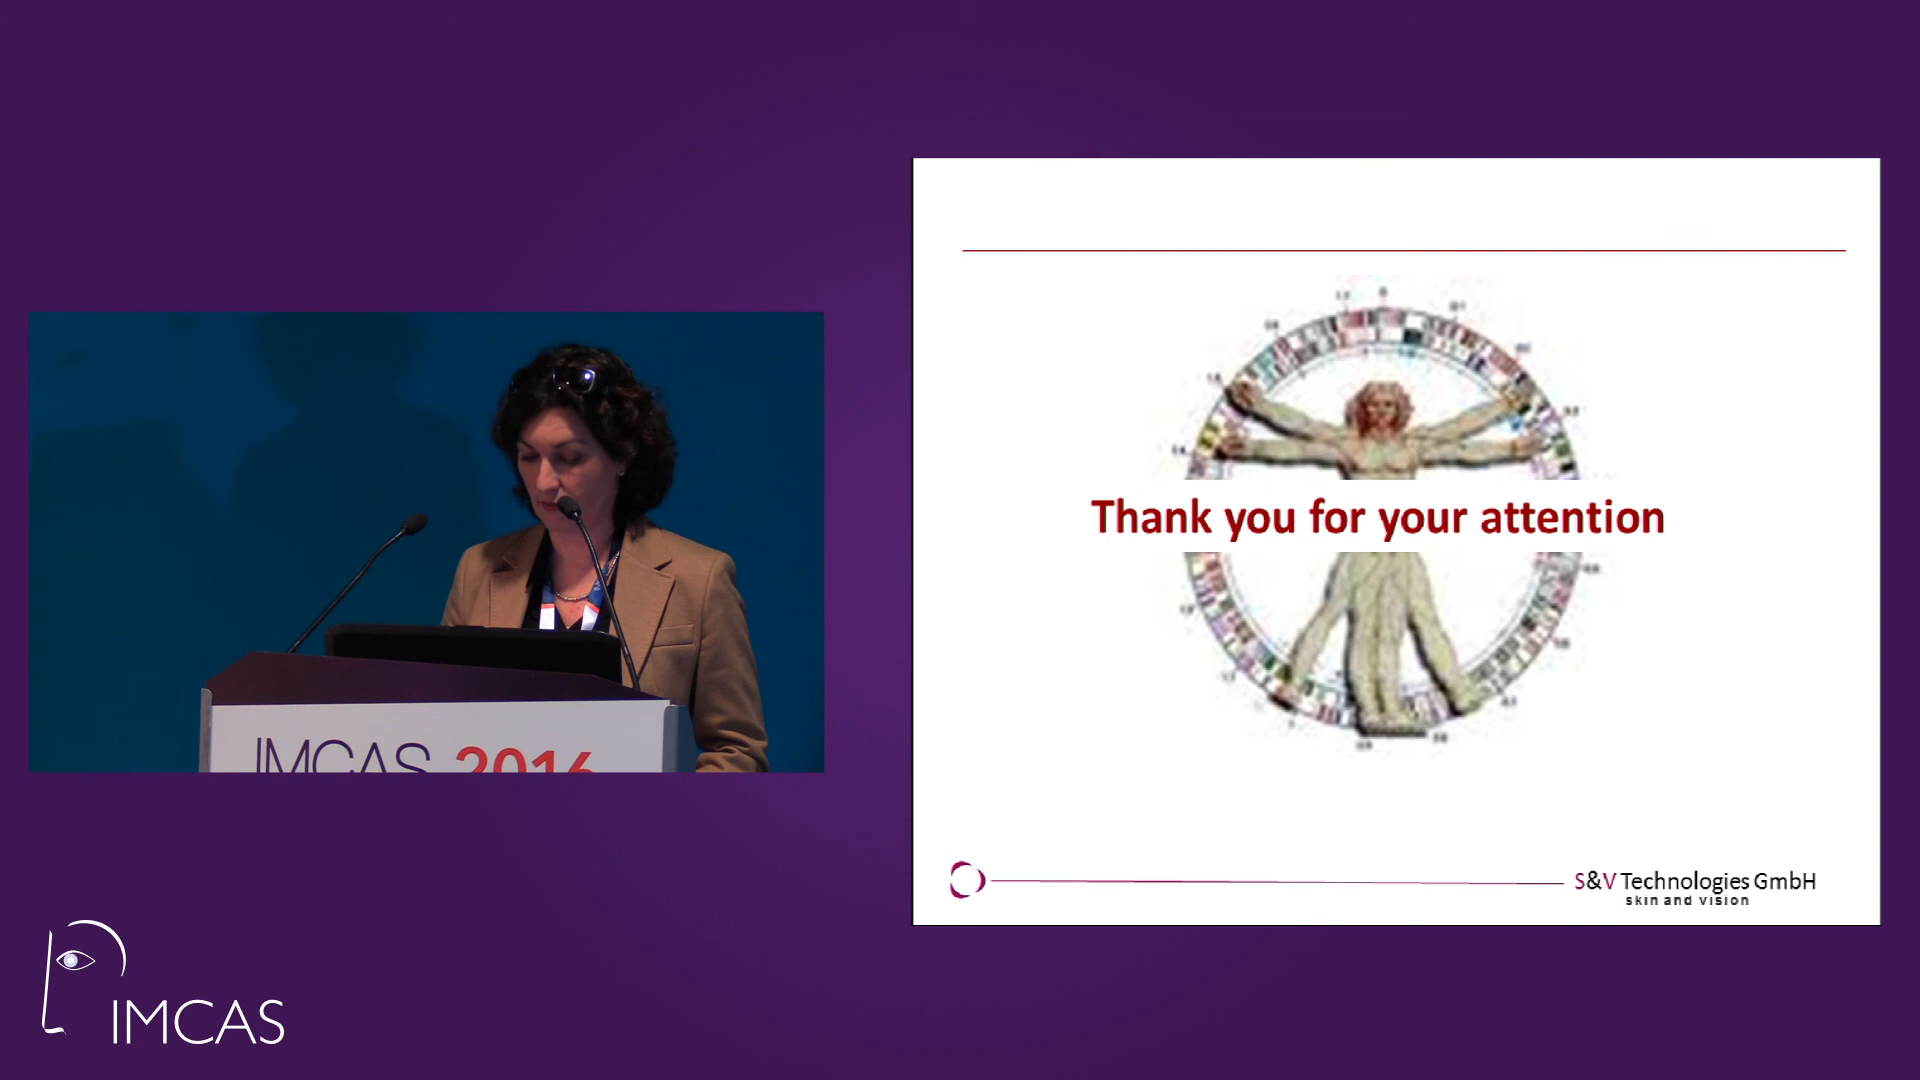 IMCAS 2016
Thank you for your attention
S&V Technologies GmbH
skin and vision
IMCAS